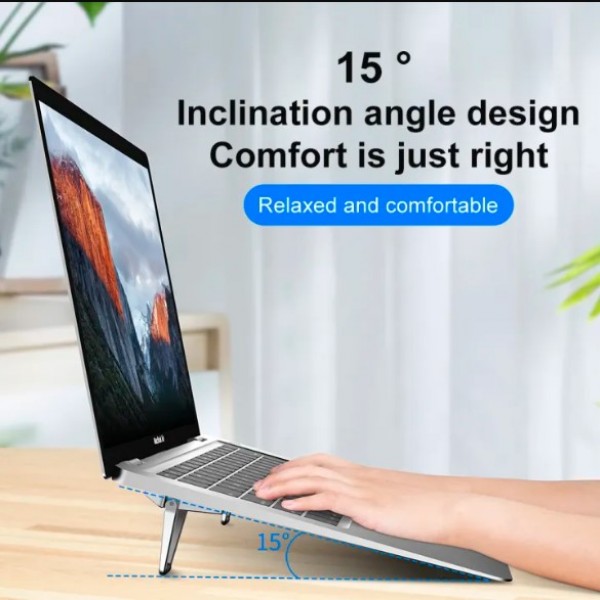 15 °
Inclination angle design
Comfort is just right
Relaxed and comfortable
15°